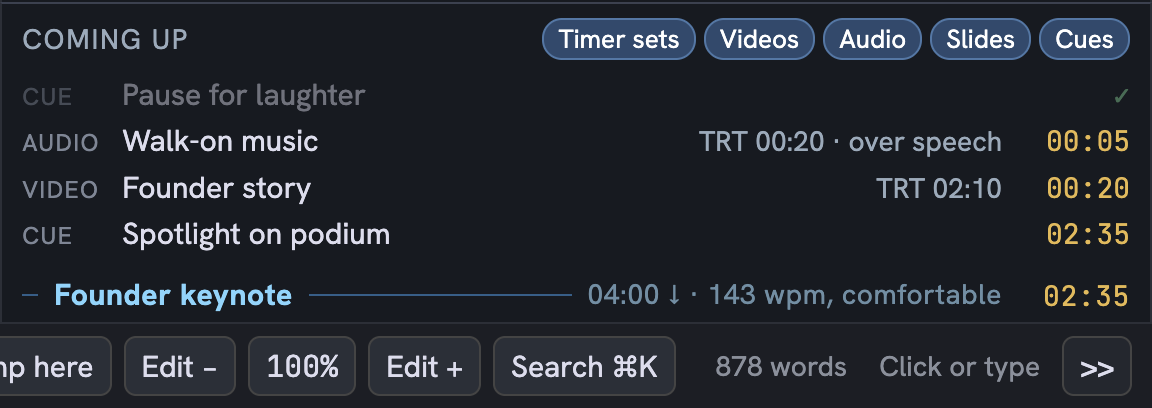 COMING UP Timer sets Videos Audio Slides Cues
CUE Pause for laughter ✓
AUDIO Walk-on music TRT 00:20 · over speech 00:05
VIDEO Founder story TRT 02:10 00:20
CUE Spotlight on podium 02:35
Founder keynote 04:00 ↓ · 143 wpm, comfortable 02:35
here Edit – 100% Edit + Search ⌘K 878 words Click or type >>